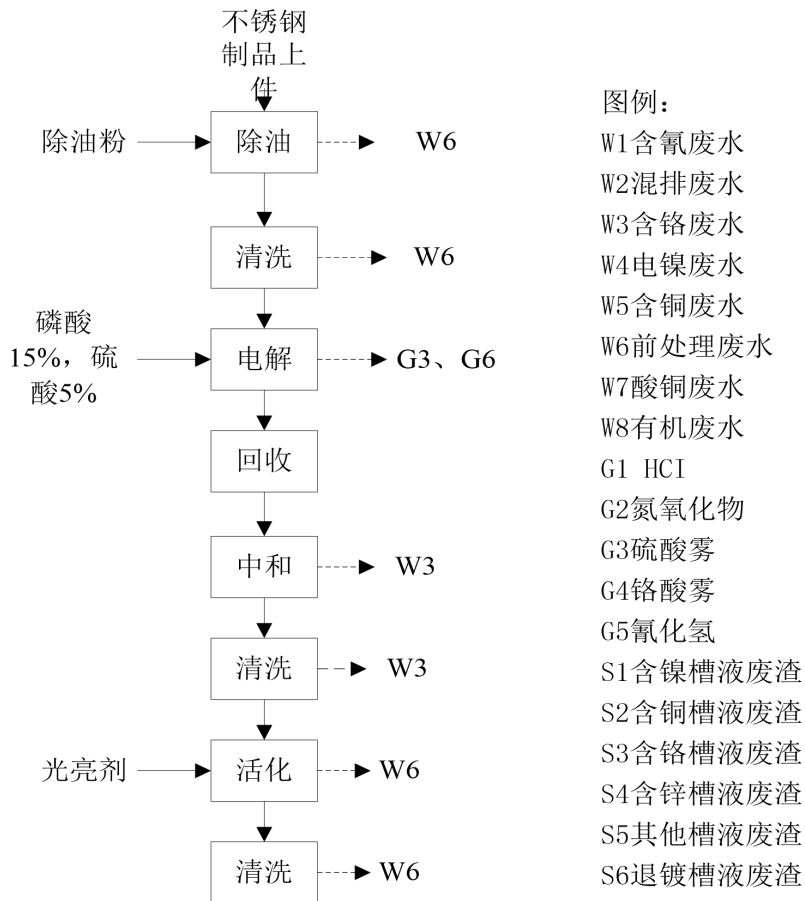 不锈钢
制品上
件
除油粉
除油
W6
清洗
W6
磷酸
15%，硫
酸5%
电解
G3、G6
回收
中和
W3
清洗
W3
光亮剂
活化
W6
清洗
W6
图例：
W1含氰废水
W2混排废水
W3含铬废水
W4电镍废水
W5含铜废水
W6前处理废水
W7酸铜废水
W8有机废水
G1 HCI
G2氮氧化物
G3硫酸雾
G4铬酸雾
G5氰化氢
S1含镍槽液废渣
S2含铜槽液废渣
S3含铬槽液废渣
S4含锌槽液废渣
S5其他槽液废渣
S6退镀槽液废渣